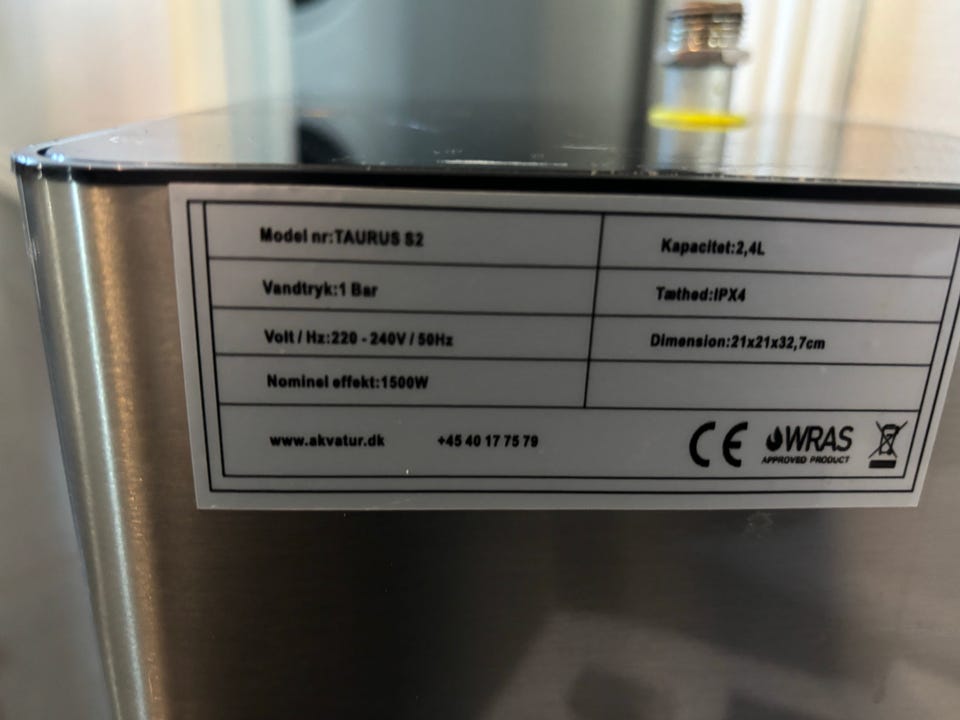 Model nr:TAURUS S2
Kapacitet:2,4L
Vandtryk:1 Bar
Tæthed:IPX4
Volt / Hz:220 - 240V / 50Hz
Dimension:21x21x32,7cm
Nominel effekt:1500W
www.akvatur.dk +45 40 17 75 79
CE WRAS
APPROVED PRODUCT